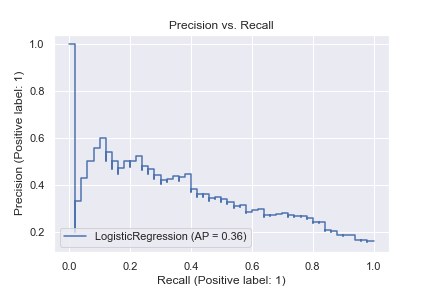 Precision vs. Recall
Precision (Positive label: 1)
1.0
0.8
0.6
0.4
0.2
LogisticRegression (AP = 0.36)
0.0 0.2 0.4 0.6 0.8 1.0
Recall (Positive label: 1)